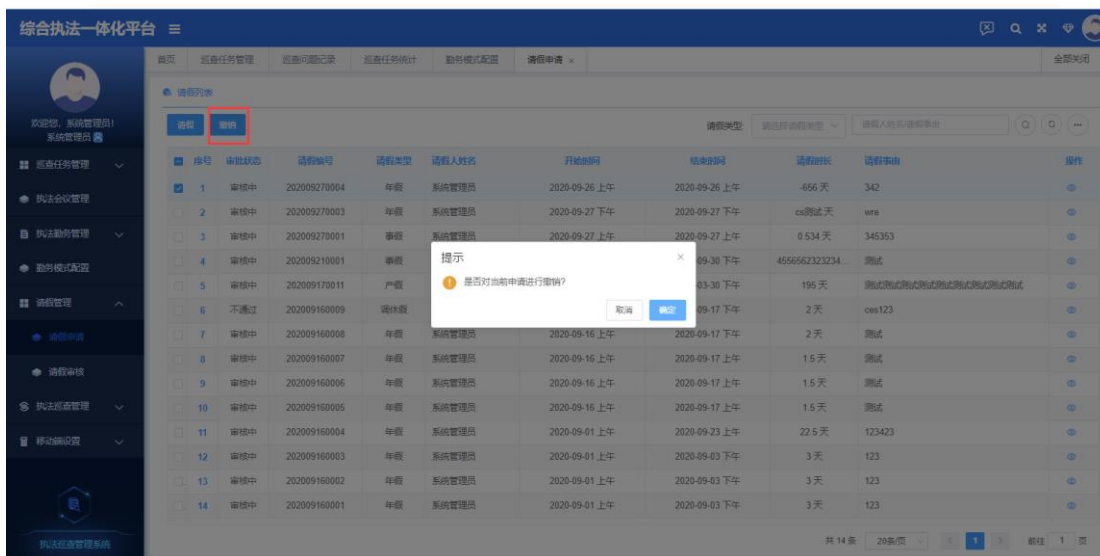 综合执法一体化平台
首页 巡查任务管理 巡查问题记录 巡查任务统计 勤务模式配置 请假申请 × 全部关闭
欢迎您, 系统管理员!
系统管理员
巡查任务管理
执法会议管理
执法勤务管理
勤务模式配置
请假管理
请假申请
请假审核
执法巡查管理
移动端设置
执法巡查管理系统
请假列表
请假 撤销 请假类型 请选择请假类型 请假人姓名/请假事由
序号 审批状态 请假编号 请假类型 请假人姓名 开始时间 结束时间 请假时长 请假事由 操作
1 审核中 202009270004 年假 系统管理员 2020-09-26 上午 2020-09-26 上午 -656 天 342
2 审核中 202009270003 年假 系统管理员 2020-09-27 下午 2020-09-27 下午 cs测试 天 wre
3 审核中 202009270001 事假 系统管理员 2020-09-27 上午 2020-09-27 上午 0.534 天 345353
4 审核中 202009210001 事假 09-30 下午 4556562323234... 测试
5 审核中 202009170011 产假 03-30 下午 195 天 测试测试测试测试测试测试测试测试测试
6 不通过 202009160009 调休假 09-17 下午 2 天 ces123
7 审核中 202009160008 年假 系统管理员 2020-09-16 上午 2020-09-17 下午 2 天 测试
8 审核中 202009160007 年假 系统管理员 2020-09-16 上午 2020-09-17 上午 1.5 天 测试
9 审核中 202009160006 年假 系统管理员 2020-09-16 上午 2020-09-17 上午 1.5 天 测试
10 审核中 202009160005 年假 系统管理员 2020-09-16 上午 2020-09-17 上午 1.5 天 测试
11 审核中 202009160004 年假 系统管理员 2020-09-01 上午 2020-09-23 上午 22.5 天 123423
12 审核中 202009160003 年假 系统管理员 2020-09-01 上午 2020-09-03 下午 3 天 123
13 审核中 202009160002 年假 系统管理员 2020-09-01 上午 2020-09-03 下午 3 天 123
14 审核中 202009160001 年假 系统管理员 2020-09-01 上午 2020-09-03 下午 3 天 123
提示 ×
是否对当前申请进行撤销?
取消 确定
共 14 条 20条/页 1 前往 1 页